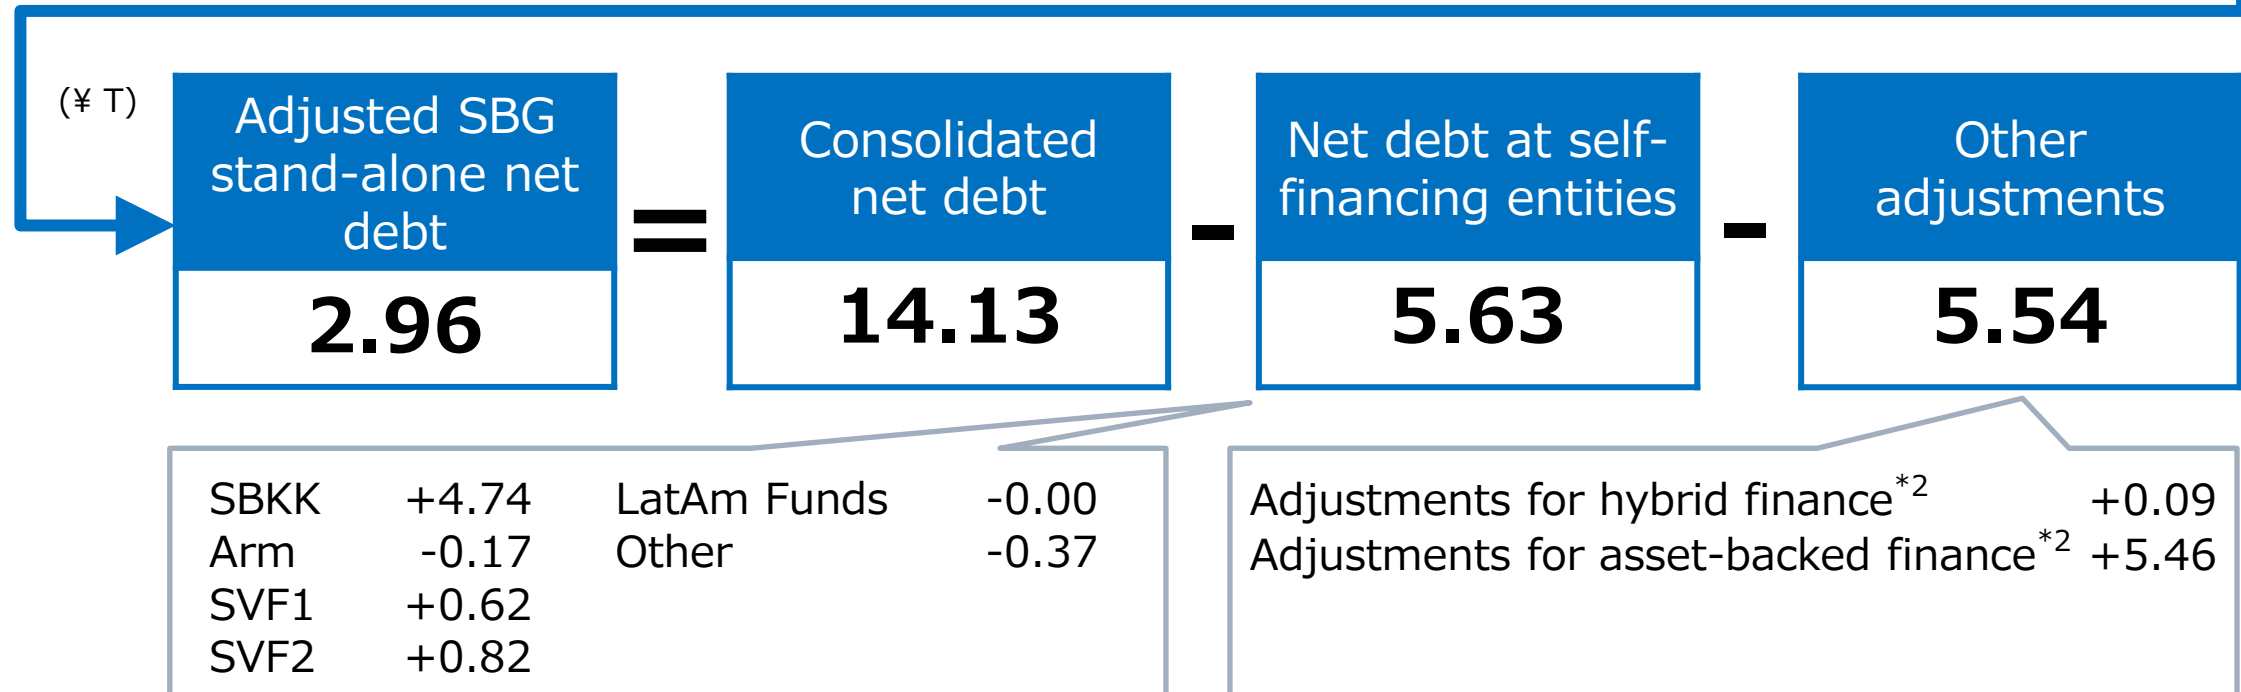 (¥ T)
Adjusted SBG
stand-alone net
debt
2.96
=
Consolidated
net debt
14.13
-
Net debt at self-
financing entities
5.63
-
Other
adjustments
5.54
SBKK +4.74 LatAm Funds -0.00
Arm -0.17 Other -0.37
SVF1 +0.62
SVF2 +0.82
Adjustments for hybrid finance*2 +0.09
Adjustments for asset-backed finance*2 +5.46